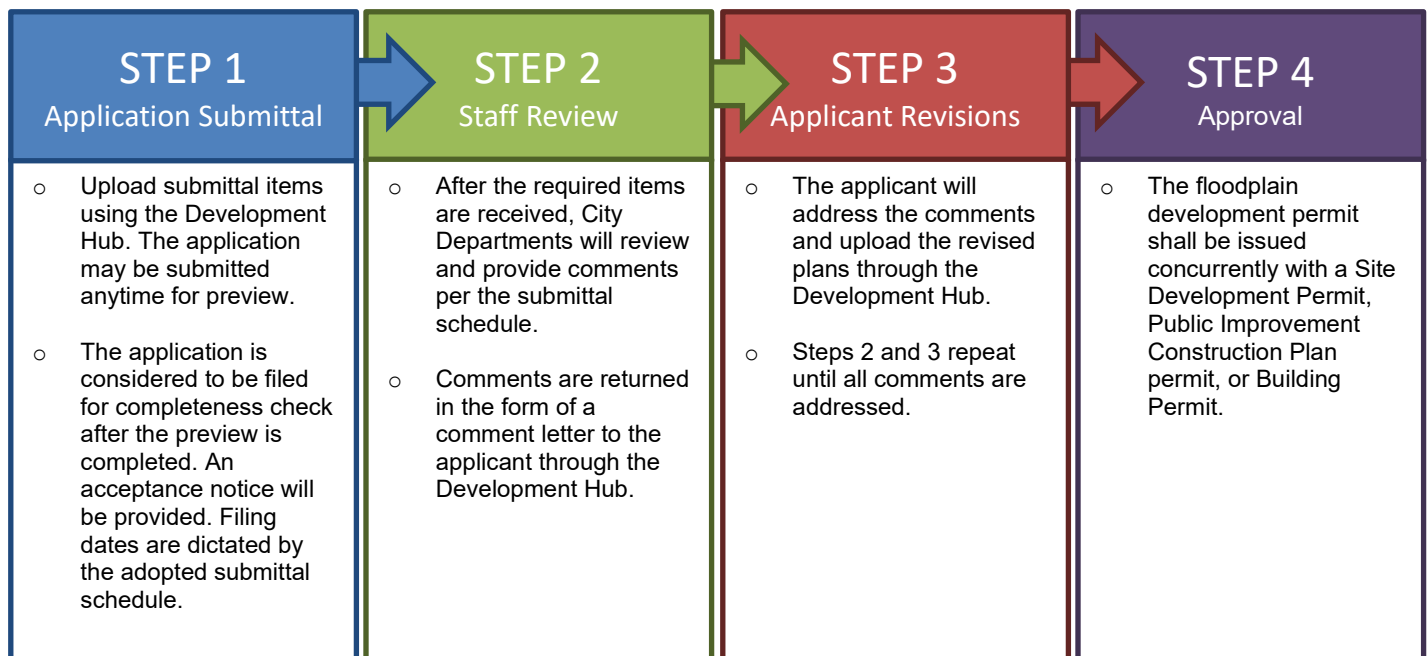 STEP 1
Application Submittal
o Upload submittal items
using the Development
Hub. The application
may be submitted
anytime for preview.
o The application is
considered to be filed
for completeness check
after the preview is
completed. An
acceptance notice will
be provided. Filing
dates are dictated by
the adopted submittal
schedule.
STEP 2
Staff Review
o After the required items
are received, City
Departments will review
and provide comments
per the submittal
schedule.
o Comments are returned
in the form of a
comment letter to the
applicant through the
Development Hub.
STEP 3
Applicant Revisions
o The applicant will
address the comments
and upload the revised
plans through the
Development Hub.
o Steps 2 and 3 repeat
until all comments are
addressed.
STEP 4
Approval
o The floodplain
development permit
shall be issued
concurrently with a Site
Development Permit,
Public Improvement
Construction Plan
permit, or Building
Permit.